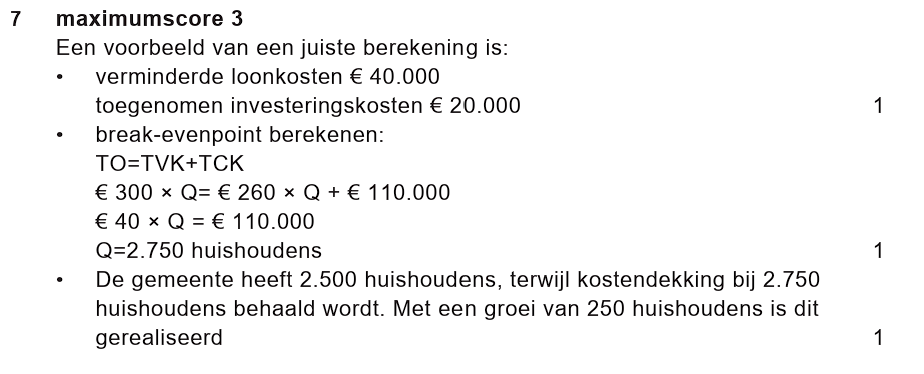 7 maximumscore 3
Een voorbeeld van een juiste berekening is:
• verminderde loonkosten € 40.000
toegenomen investeringskosten € 20.000 1
• break-evenpoint berekenen:
TO=TVK+TCK
€ 300 × Q= € 260 × Q + € 110.000
€ 40 × Q = € 110.000
Q=2.750 huishoudens 1
• De gemeente heeft 2.500 huishoudens, terwijl kostendekking bij 2.750
huishoudens behaald wordt. Met een groei van 250 huishoudens is dit
gerealiseerd 1